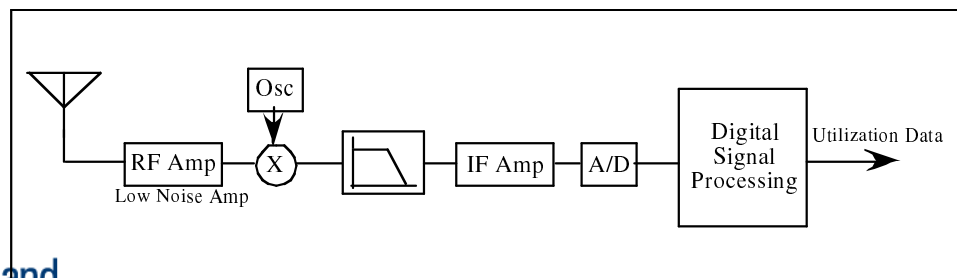 Osc
RF Amp
X
IF Amp
A/D
Digital
Signal
Processing
Utilization Data
Low Noise Amp
and